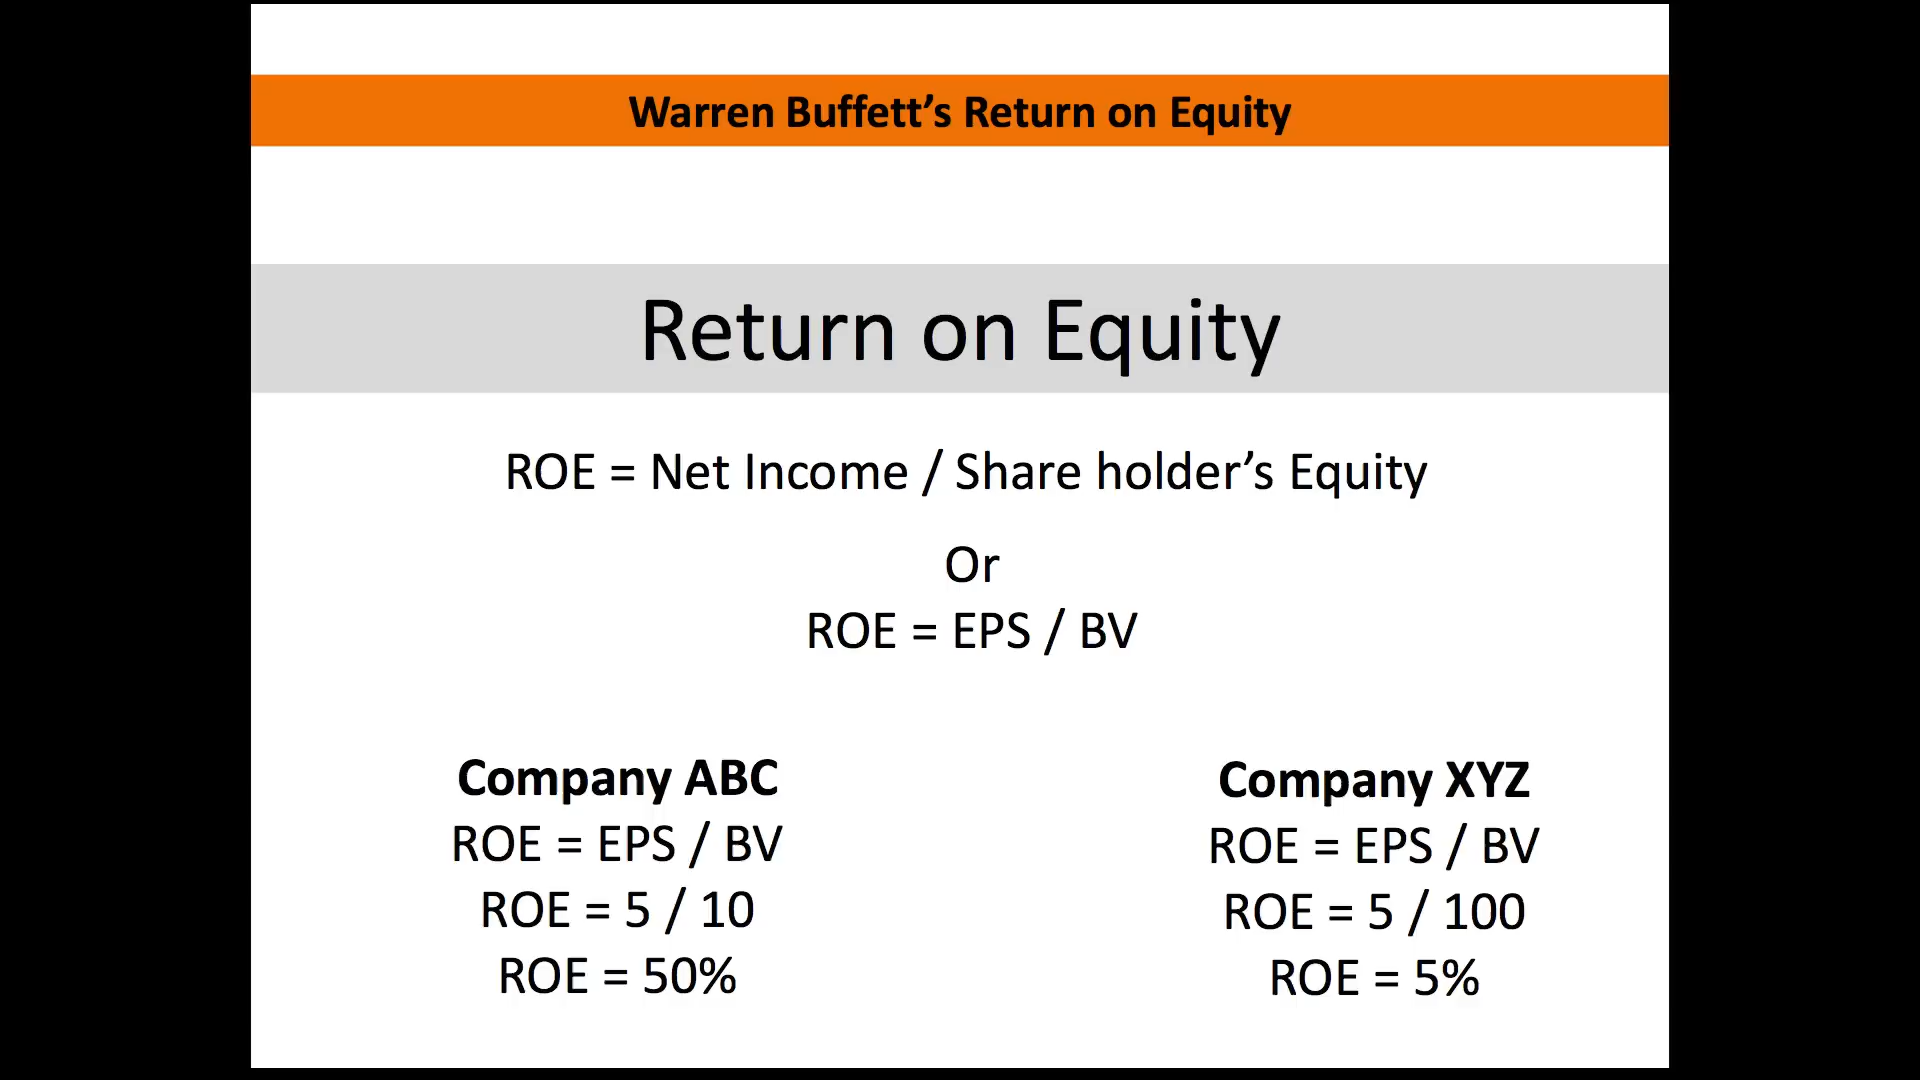 Warren Buffett’s Return on Equity
Return on Equity
ROE = Net Income / Share holder’s Equity
Or
ROE = EPS / BV
Company ABC
ROE = EPS / BV
ROE = 5 / 10
ROE = 50%
Company XYZ
ROE = EPS / BV
ROE = 5 / 100
ROE = 5%